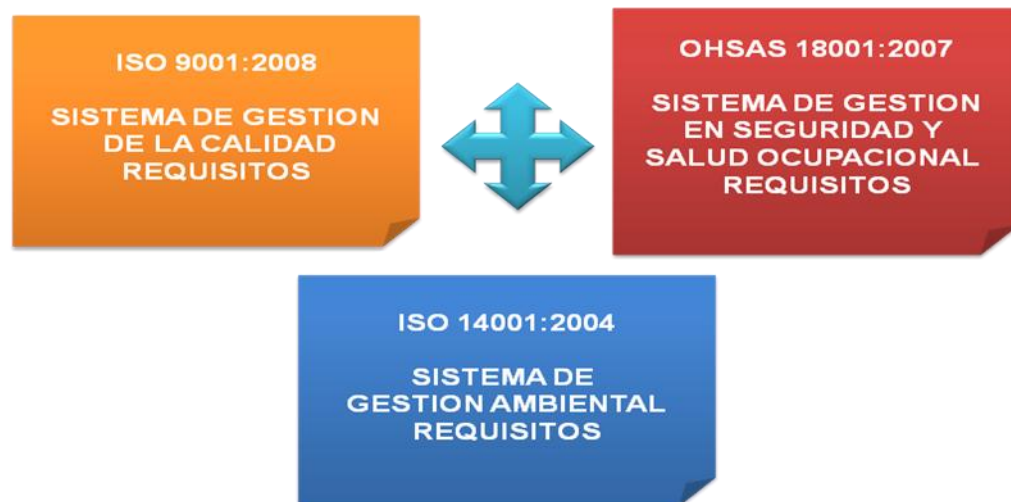 ISO 9001:2008
SISTEMA DE GESTION
DE LA CALIDAD
REQUISITOS
OHSAS 18001:2007
SISTEMA DE GESTION
EN SEGURIDAD Y
SALUD OCUPACIONAL
REQUISITOS
ISO 14001:2004
SISTEMA DE
GESTION AMBIENTAL
REQUISITOS